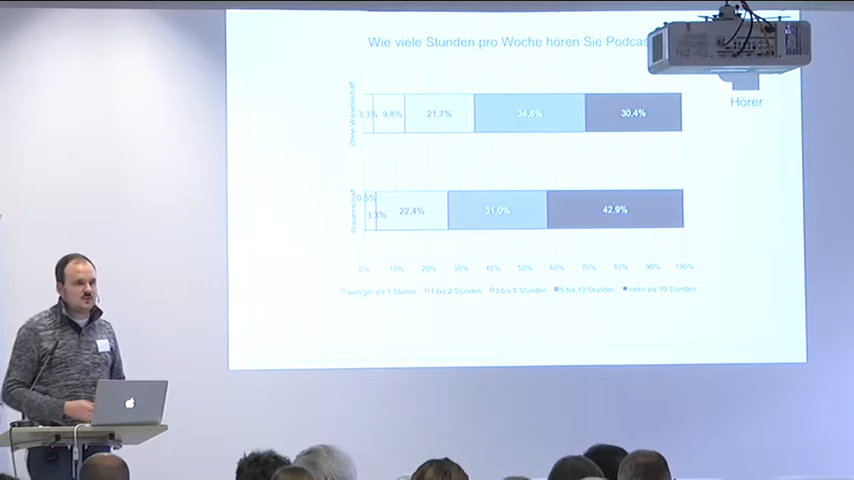 Wie viele Stunden pro Woche hören Sie Podcas
Hörer
Ohne Wissenschaft
3,3% 9,8% 21,7% 34,8% 30,4%
Wissenschaft
0,5% 3,3% 22,4% 31,0% 42,9%
0% 10% 20% 30% 40% 50% 60% 70% 80% 90% 100%
weniger als 1 Stunde 1 bis 2 Stunden 3 bis 5 Stunden 5 bis 10 Stunden mehr als 10 Stunden